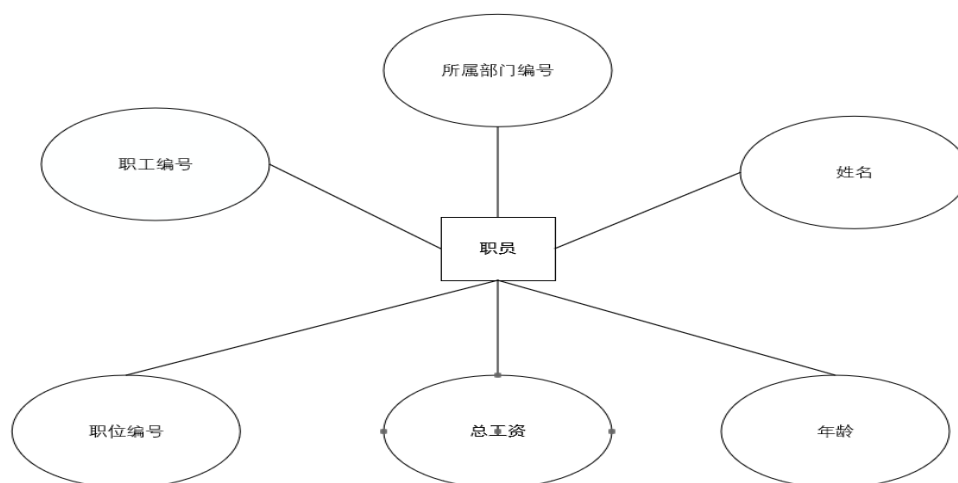 所属部门编号
职工编号
姓名
职员
职位编号
总工资
年龄